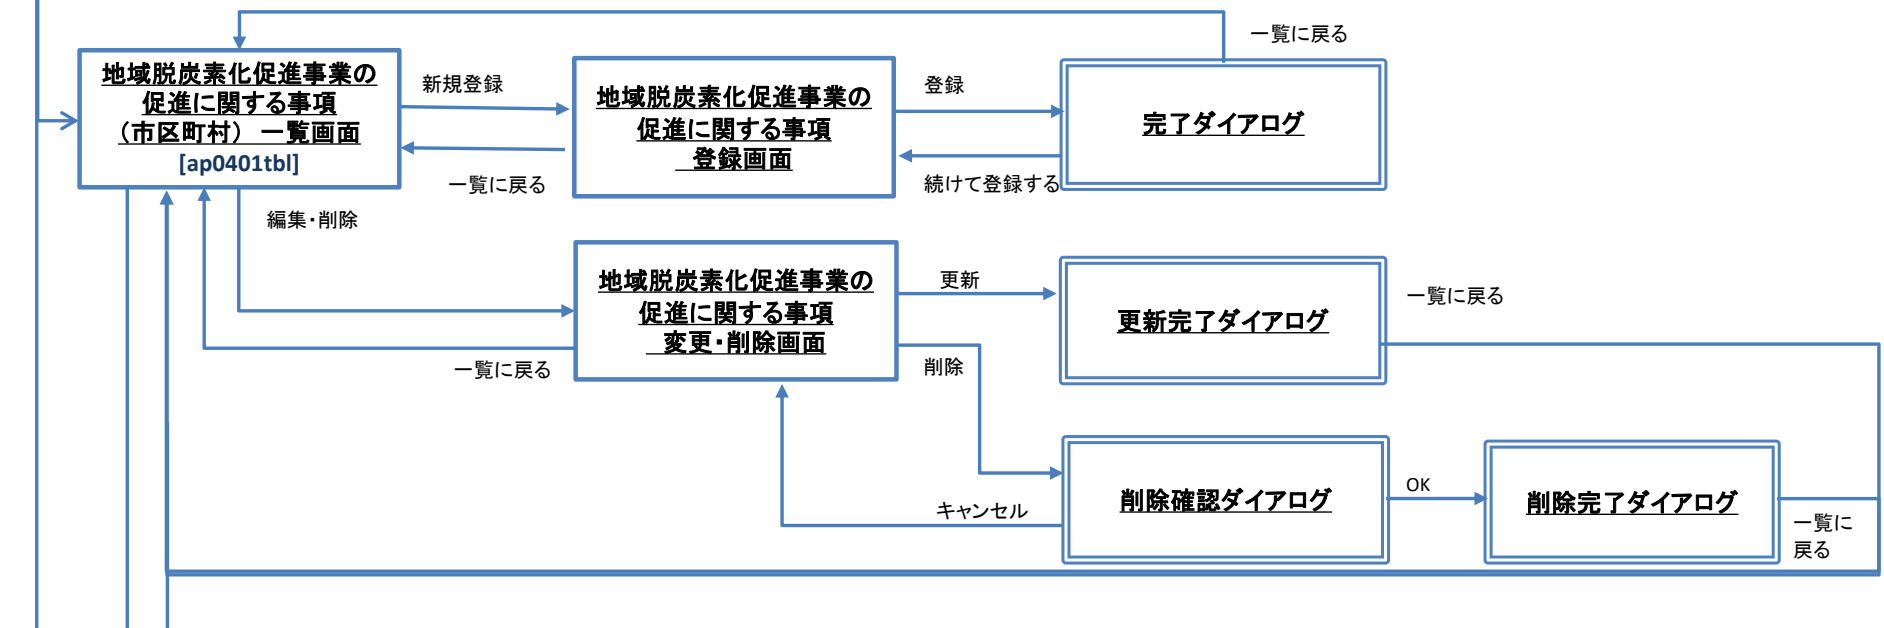 一覧に戻る
地域脱炭素化促進事業の
促進に関する事項
（市区町村）一覧画面
[ap0401tbl]
新規登録
一覧に戻る
地域脱炭素化促進事業の
促進に関する事項
登録画面
登録
続けて登録する
完了ダイアログ
編集・削除
一覧に戻る
地域脱炭素化促進事業の
促進に関する事項
変更・削除画面
更新
削除
更新完了ダイアログ
一覧に戻る
キャンセル
削除確認ダイアログ
OK
削除完了ダイアログ
一覧に
戻る